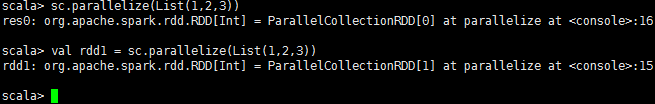 scala> sc.parallelize(List(1,2,3))
res0: org.apache.spark.rdd.RDD[Int] = ParallelCollectionRDD[0] at parallelize at <console>:16
scala> val rdd1 = sc.parallelize(List(1,2,3))
rdd1: org.apache.spark.rdd.RDD[Int] = ParallelCollectionRDD[1] at parallelize at <console>:15
scala>